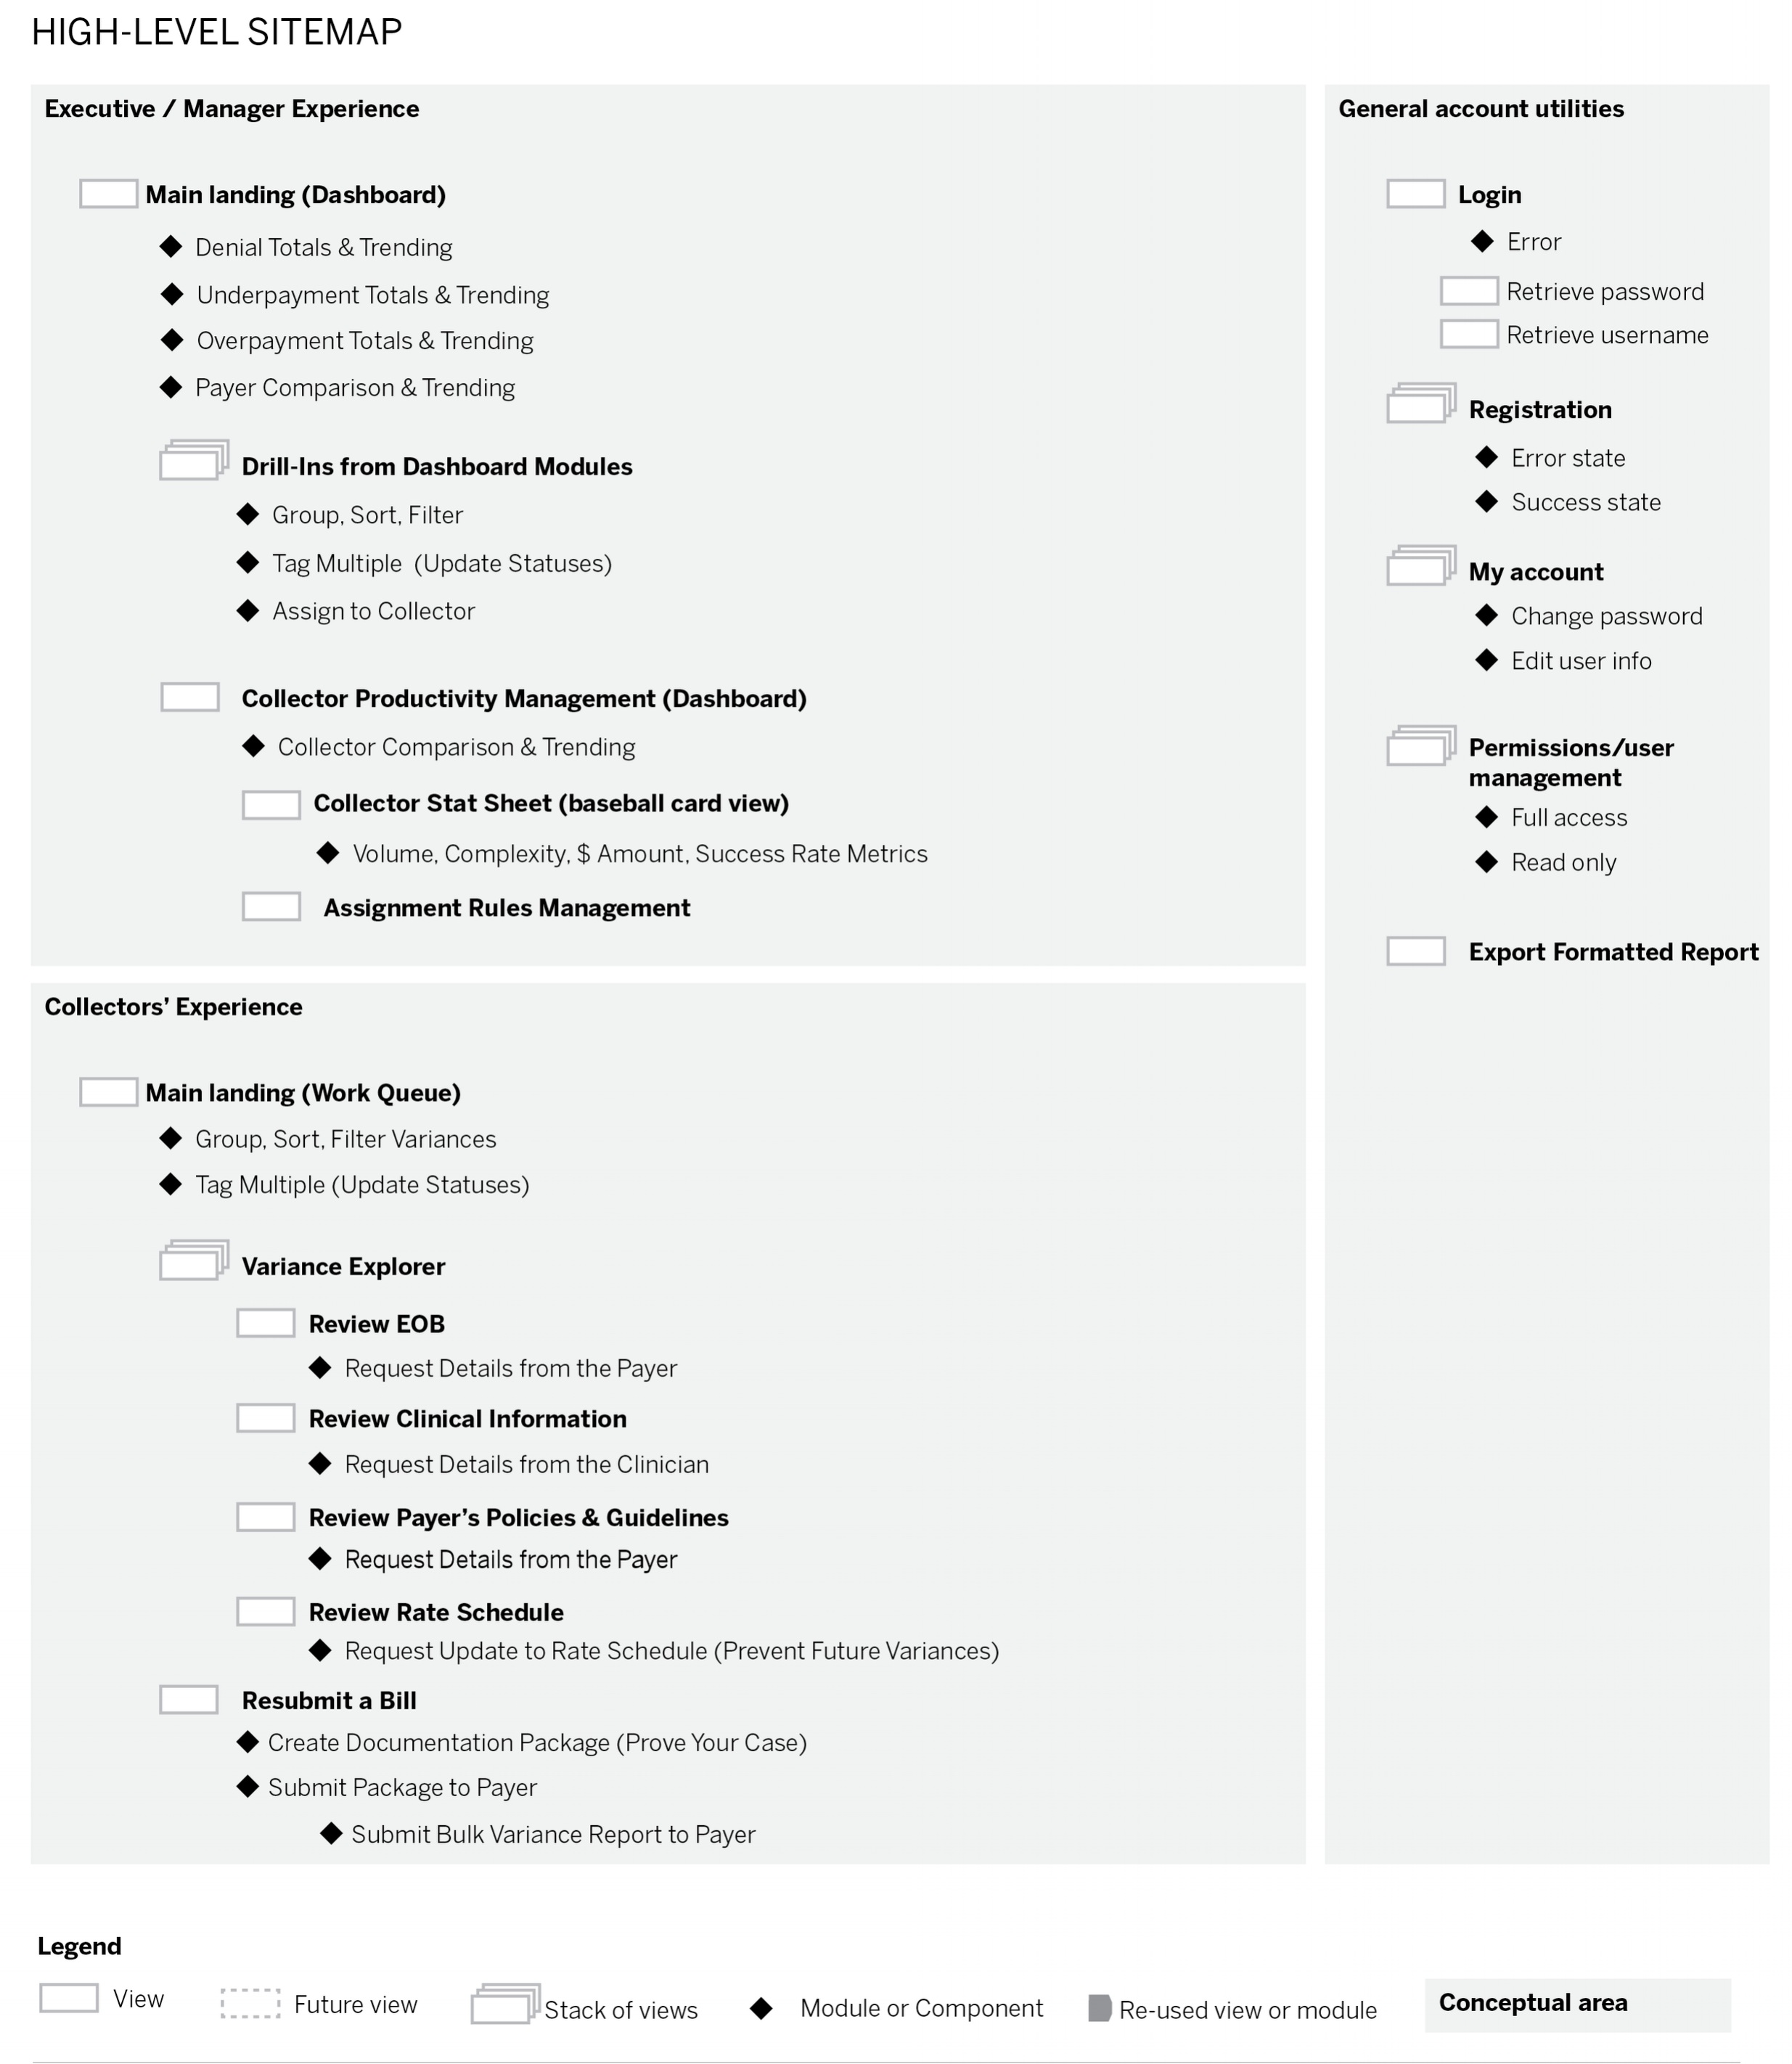 HIGH-LEVEL SITEMAP
Executive / Manager Experience
Main landing (Dashboard)
Denial Totals & Trending
Underpayment Totals & Trending
Overpayment Totals & Trending
Payer Comparison & Trending
Drill-Ins from Dashboard Modules
Group, Sort, Filter
Tag Multiple (Update Statuses)
Assign to Collector
Collector Productivity Management (Dashboard)
Collector Comparison & Trending
Collector Stat Sheet (baseball card view)
Volume, Complexity, $ Amount, Success Rate Metrics
Assignment Rules Management
Collectors’ Experience
Main landing (Work Queue)
Group, Sort, Filter Variances
Tag Multiple (Update Statuses)
Variance Explorer
Review EOB
Request Details from the Payer
Review Clinical Information
Request Details from the Clinician
Review Payer’s Policies & Guidelines
Request Details from the Payer
Review Rate Schedule
Request Update to Rate Schedule (Prevent Future Variances)
Resubmit a Bill
Create Documentation Package (Prove Your Case)
Submit Package to Payer
Submit Bulk Variance Report to Payer
General account utilities
Login
Error
Retrieve password
Retrieve username
Registration
Error state
Success state
My account
Change password
Edit user info
Permissions/user
management
Full access
Read only
Export Formatted Report
Legend
View
Future view
Stack of views
Module or Component
Re-used view or module
Conceptual area